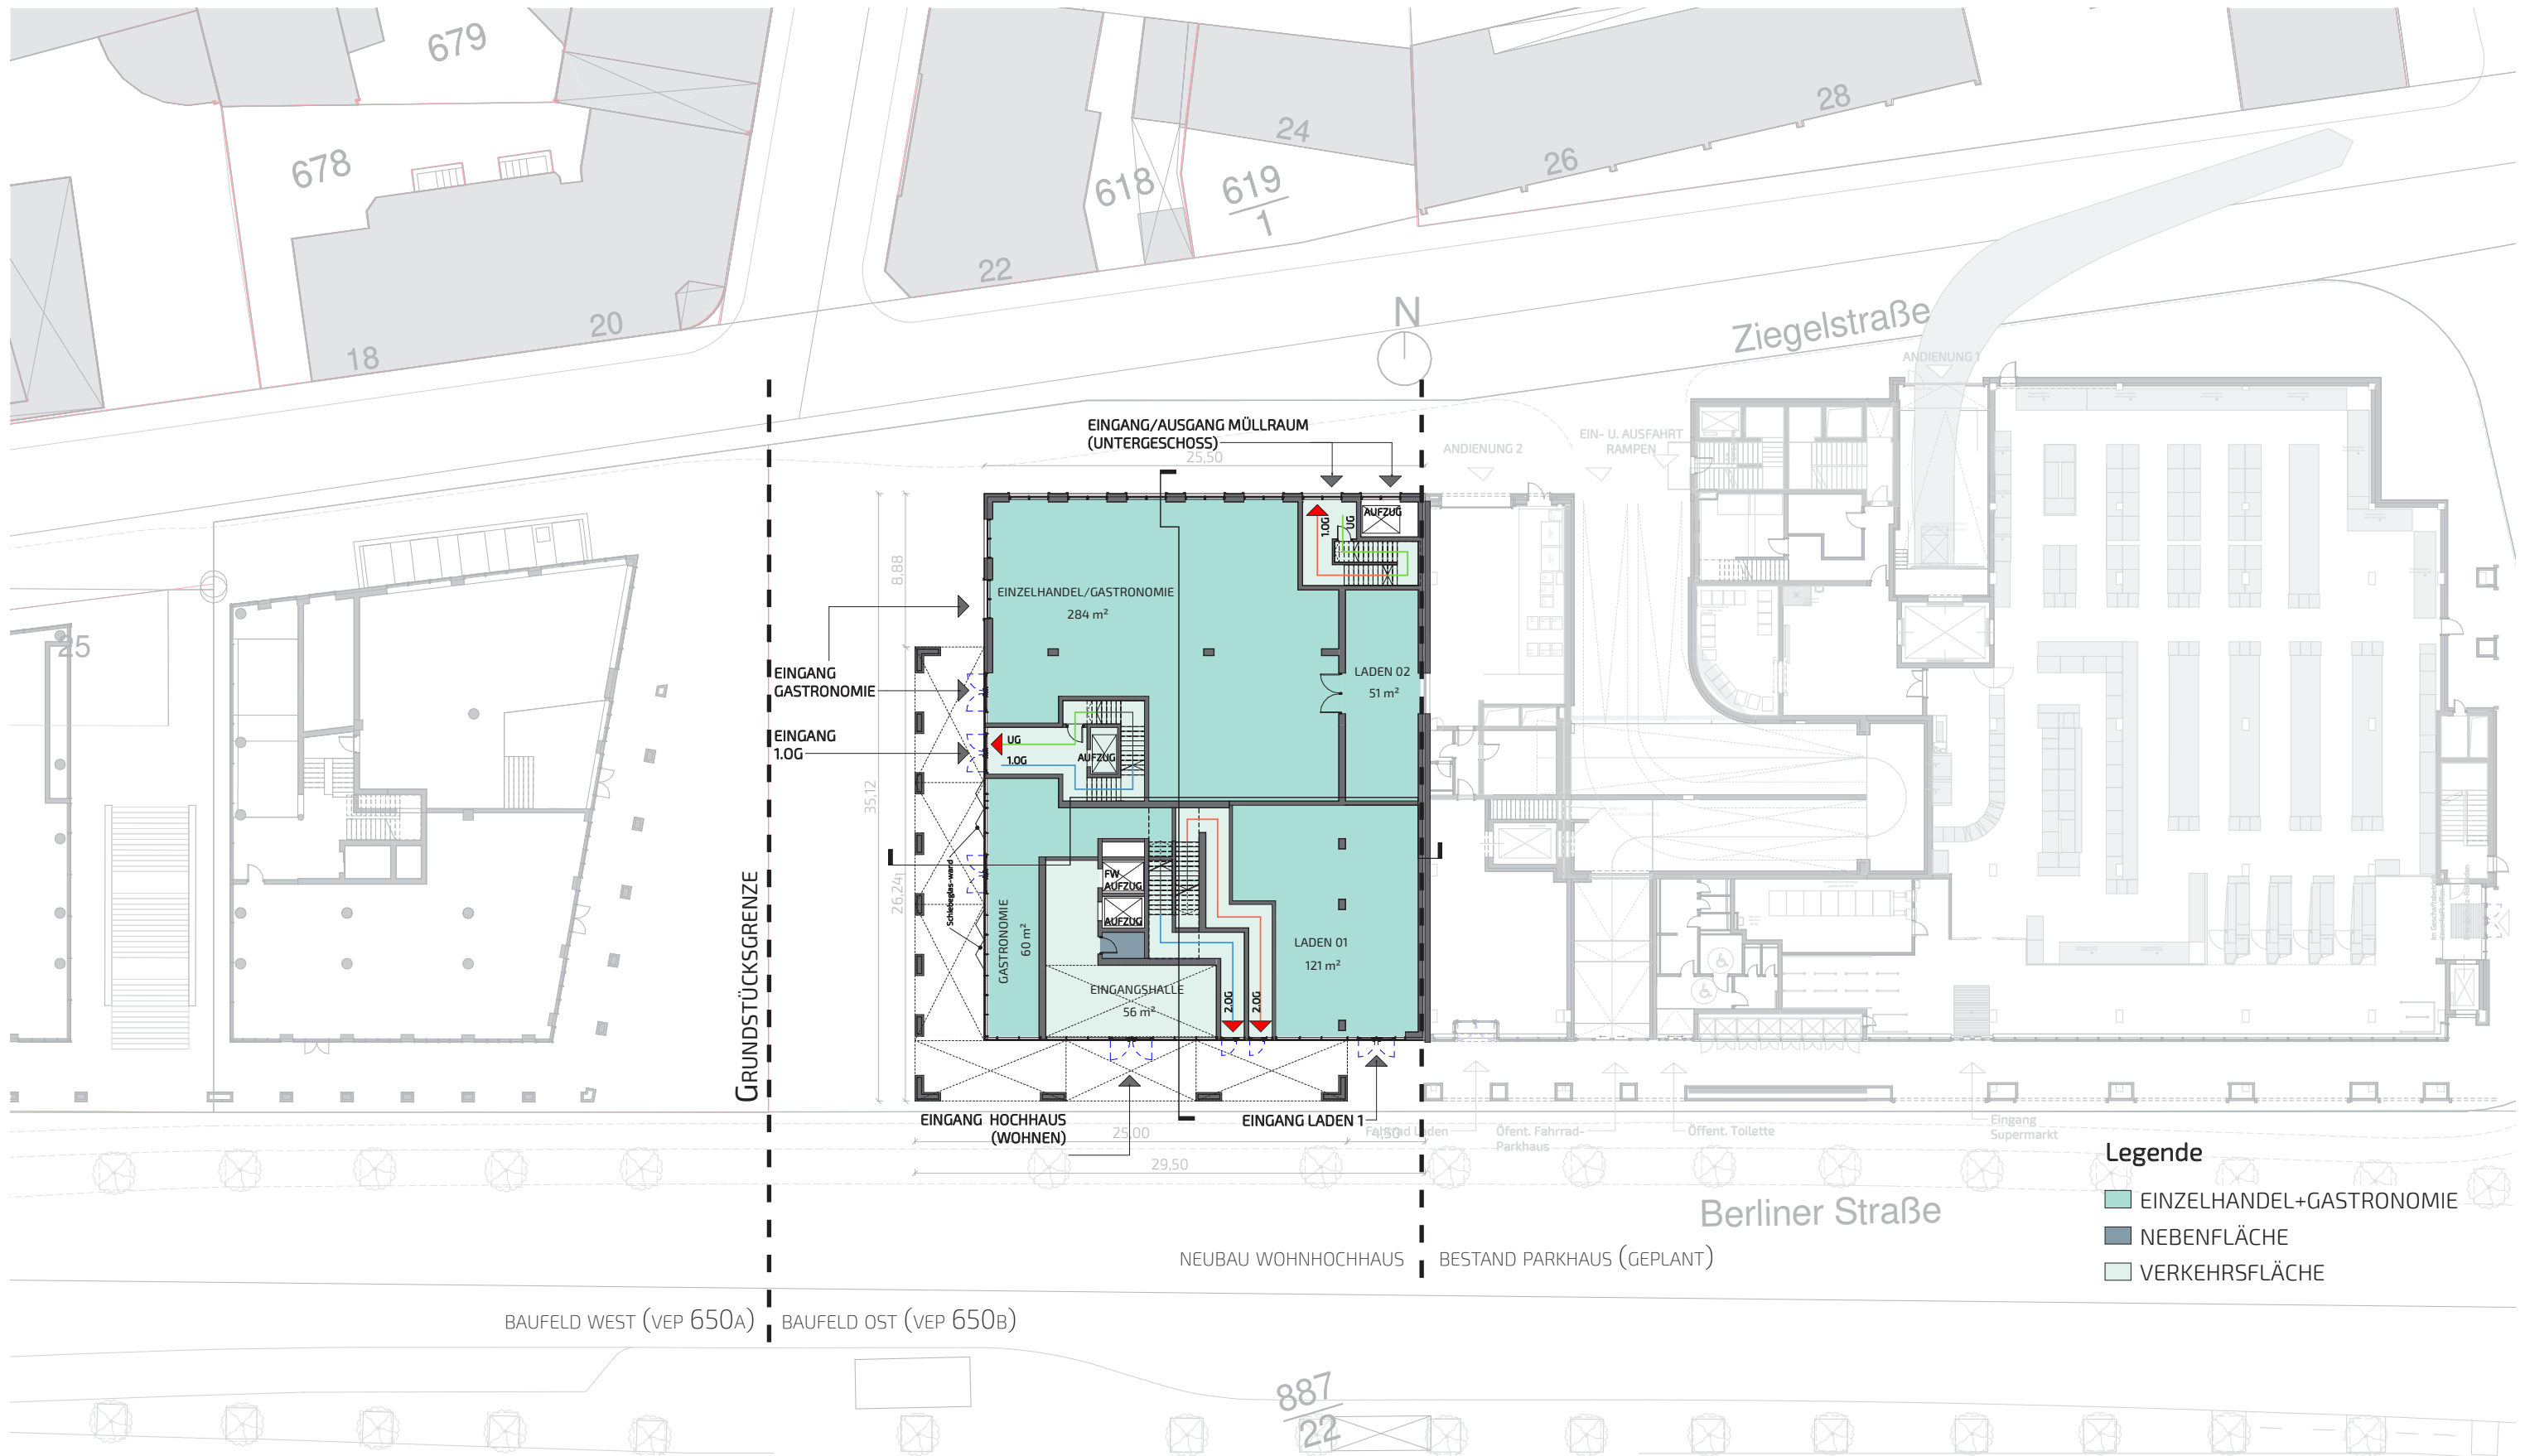 679
678
618
619
1
24
28
26
22
20
18
N
Ziegelstraße
ANDIENUNG 1
EINGANG/AUSGANG MÜLLRAUM
(UNTERGESCHOSS)
25,50
ANDIENUNG 2
EIN- U. AUSFAHRT
RAMPEN
1.OG
UG
AUFZUG
8,88
EINZELHANDEL/GASTRONOMIE
284 m²
25
EINGANG
GASTRONOMIE
LADEN 02
51 m²
EINGANG
1.OG
UG
1.OG
AUFZUG
35,12
26,24
Schiebeglas-wand
FW
AUFZUG
AUFZUG
GASTRONOMIE
60 m²
LADEN 01
121 m²
EINGANGSHALLE
56 m²
2.OG
2.OG
GRUNDSTÜCKSGRENZE
EINGANG HOCHHAUS
(WOHNEN)
EINGANG LADEN 1
25,00
4,50
29,50
Fahrrad Laden
Öfent. Fahrrad-
Parkhaus
Öffent. Toilette
Eingang
Supermarkt
Berliner Straße
Legende
EINZELHANDEL+GASTRONOMIE
NEBENFLÄCHE
VERKEHRSFLÄCHE
NEUBAU WOHNHOCHHAUS
BESTAND PARKHAUS (GEPLANT)
BAUFELD WEST (VEP 650A)
BAUFELD OST (VEP 650B)
887
22